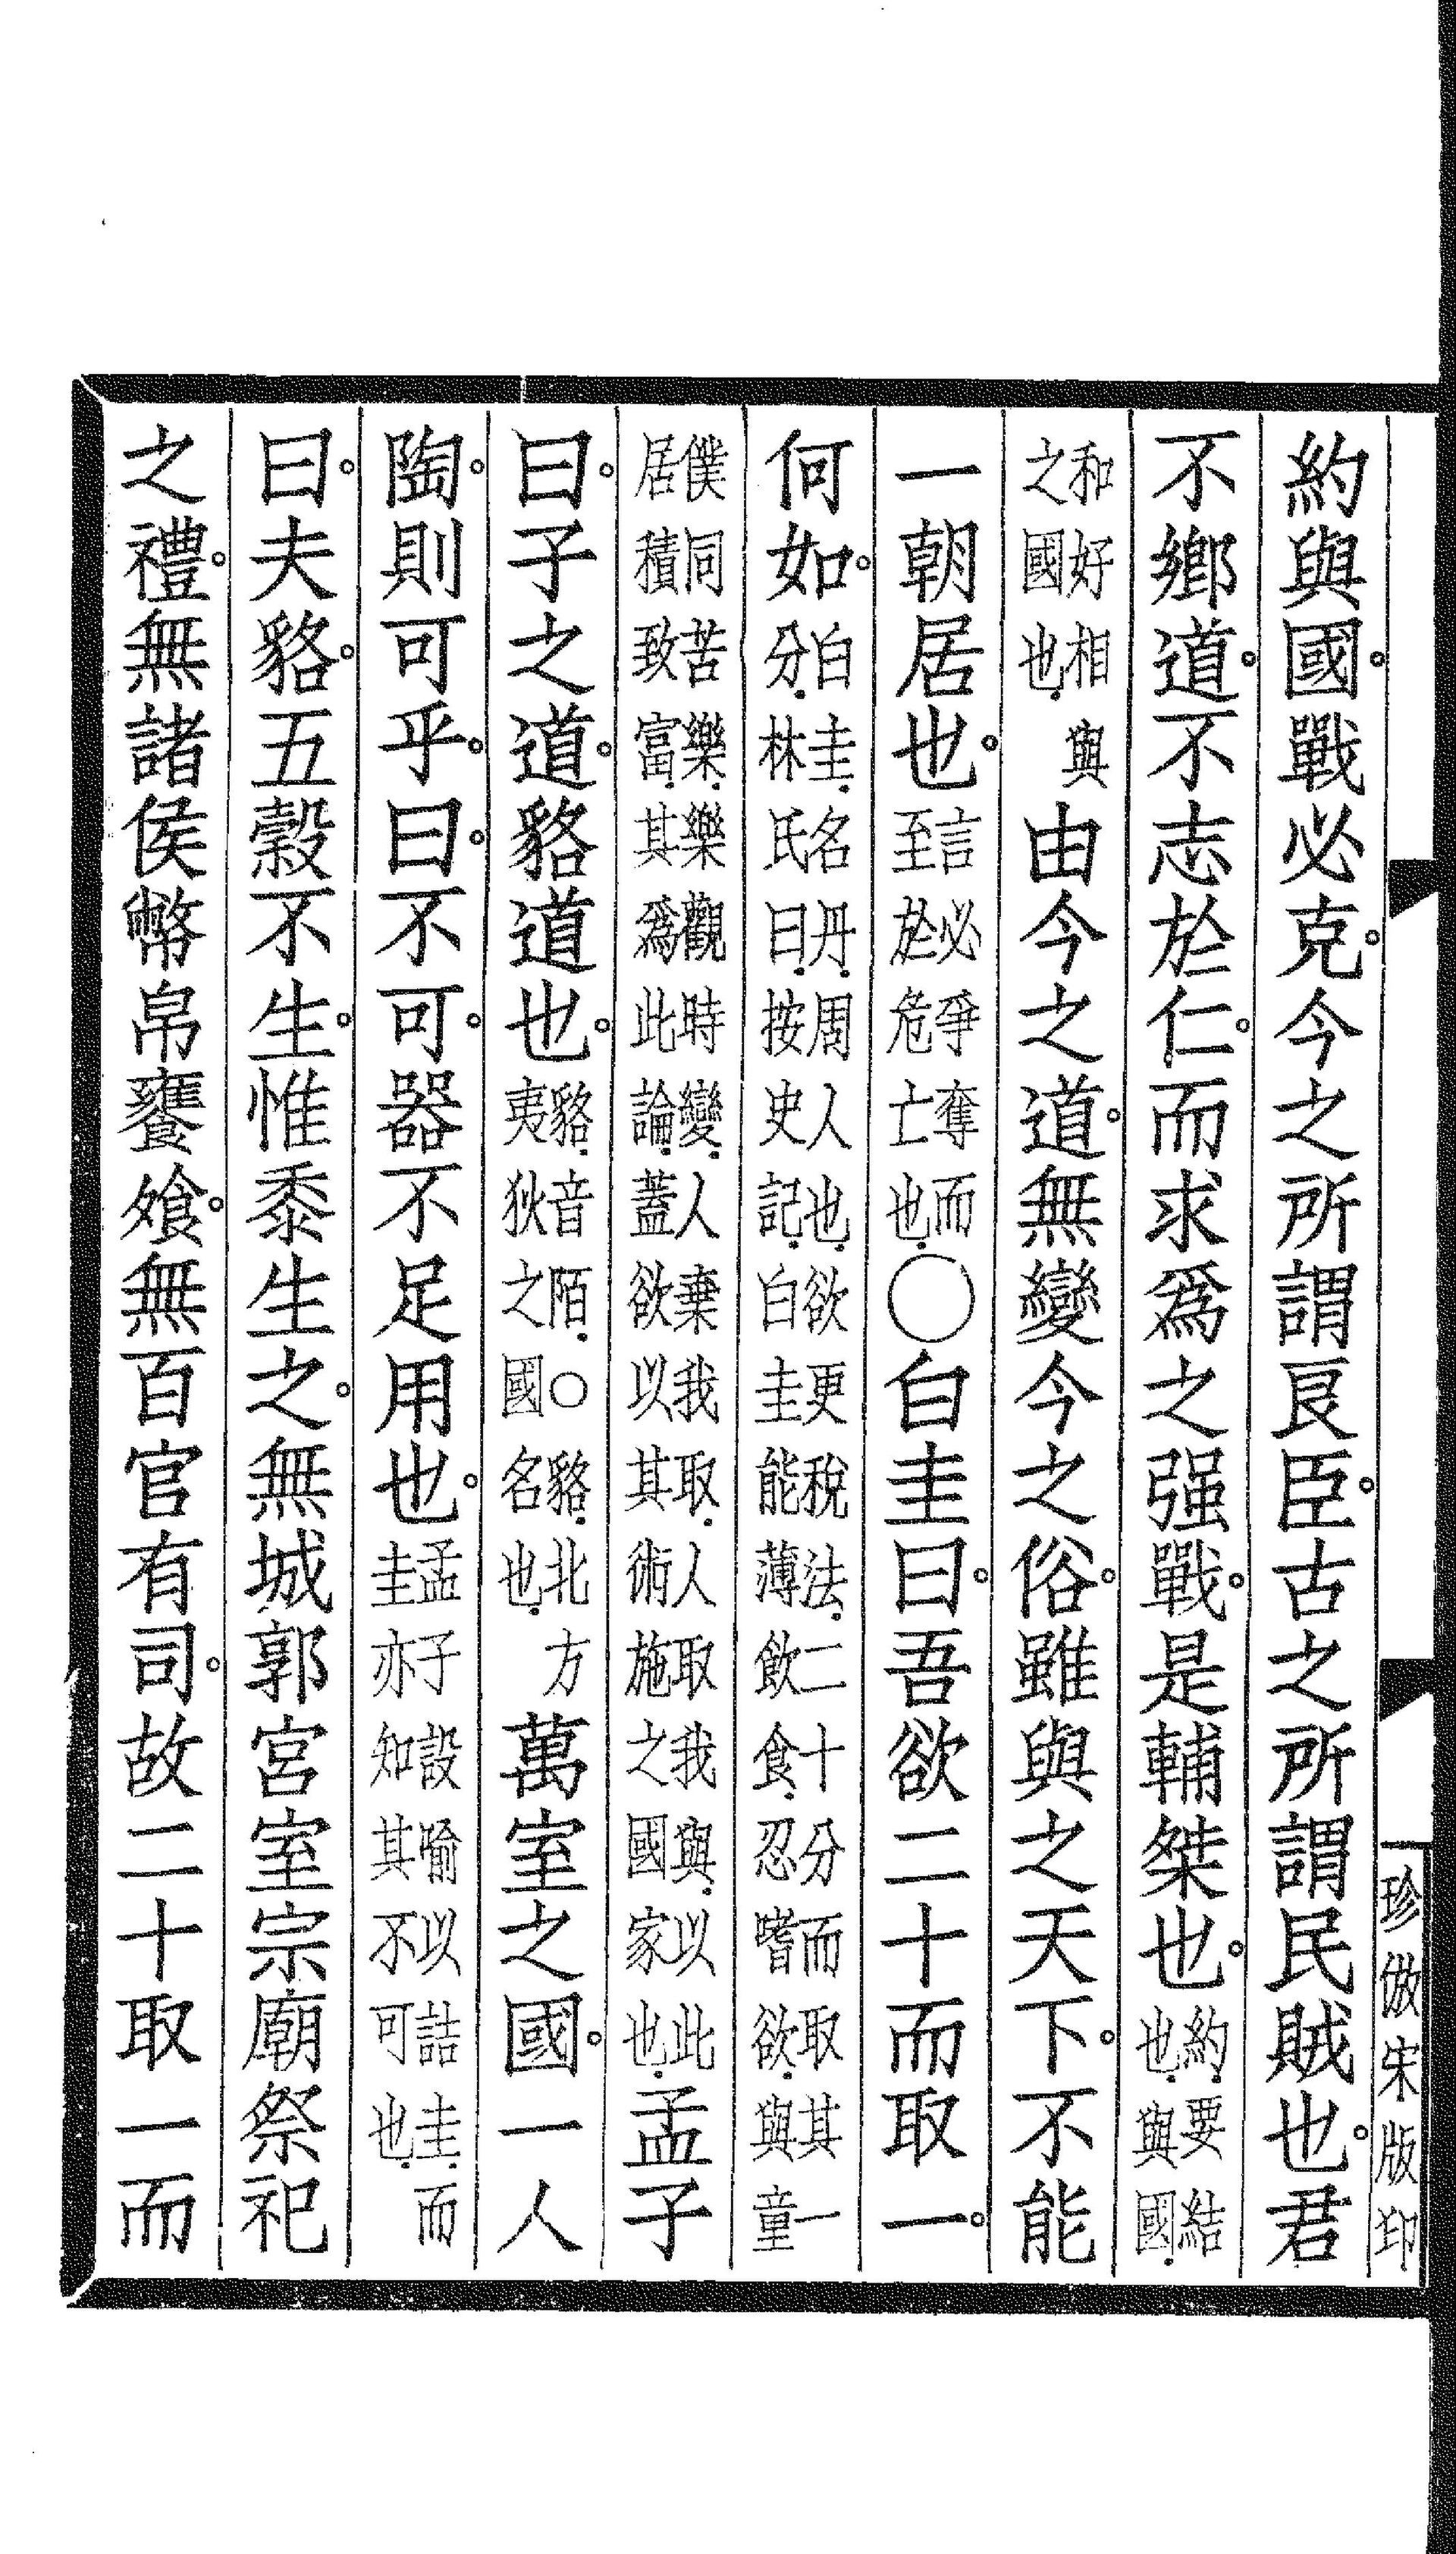 珍倣宋版印
約與國。戰必克。今之所謂良臣。古之所謂民賊也。君
不鄉道。不志於仁。而求爲之强戰。是輔桀也。約.要結也.與國.
和好相與之國也.由今之道。無變今之俗。雖與之天下。不能
一朝居也。言必爭奪而至於危亡也.○白圭曰。吾欲二十而取一。
何如。白圭.名丹.周人也.欲更稅法.二十分而取其一分.林氏曰.按史記.白圭能薄飲食.忍嗜欲.與童
僕同苦樂.樂觀時變.人棄我取.人取我與.以此居積致富.其爲此論.蓋欲以其術施之國家也.孟子
曰。子之道。貉道也。貉.音陌.○貉.北方夷狄之國名也.萬室之國。一人
陶。則可乎。曰。不可。器不足用也。孟子設喻以詰圭.而圭亦知其不可也.
曰。夫貉。五穀不生。惟黍生之。無城郭宮室宗廟祭祀
之禮。無諸侯幣帛饔飱。無百官有司。故二十取一而